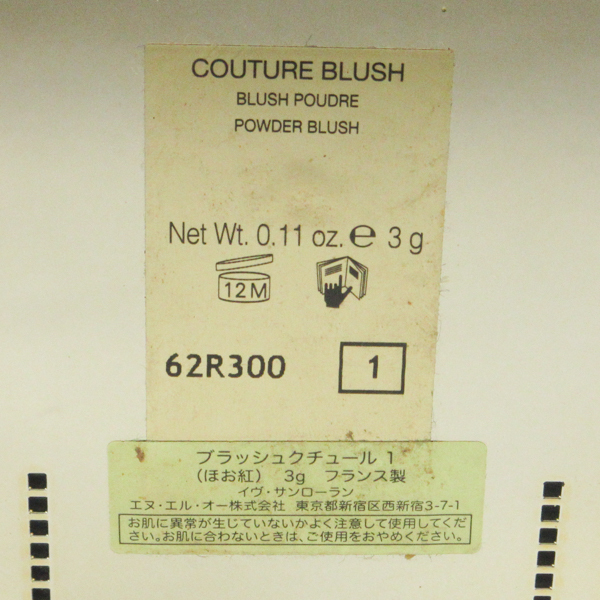 COUTURE BLUSH
BLUSH POUDRE
POWDER BLUSH
Net Wt. 0.11 oz. ℮ 3 g
12M
62R300
1
ブラッシュクチュール 1
（ほお紅） 3g フランス製
イヴ・サンローラン
エヌ・エル・オー株式会社 東京都新宿区西新宿3-7-1
お肌に異常が生じていないかよく注意して使用してくだ
さい。お肌に合わないときは、ご使用をおやめください。